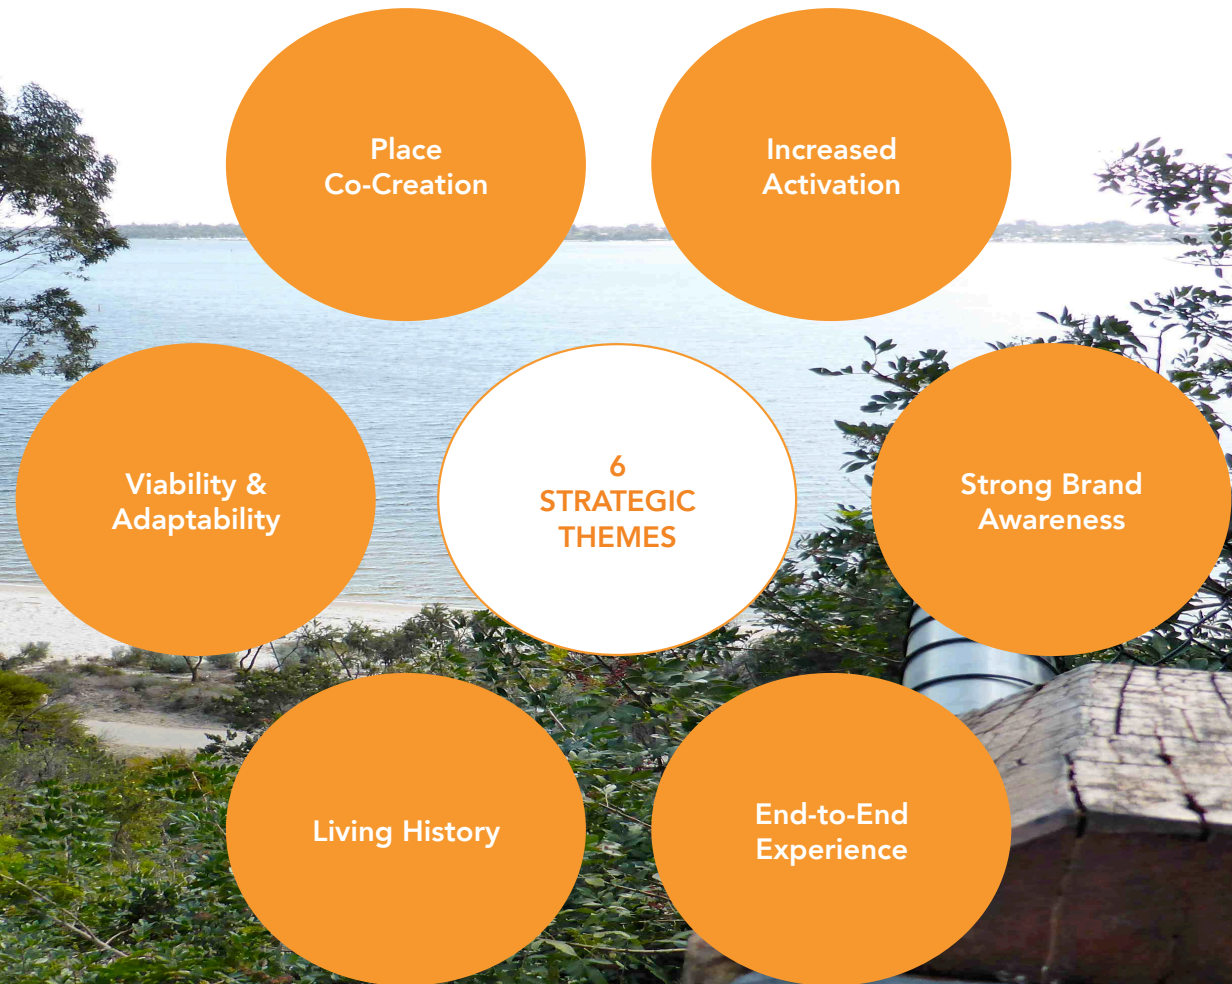 Place
Co-Creation
Increased
Activation
Viability &
Adaptability
6
STRATEGIC
THEMES
Strong Brand
Awareness
Living History
End-to-End
Experience